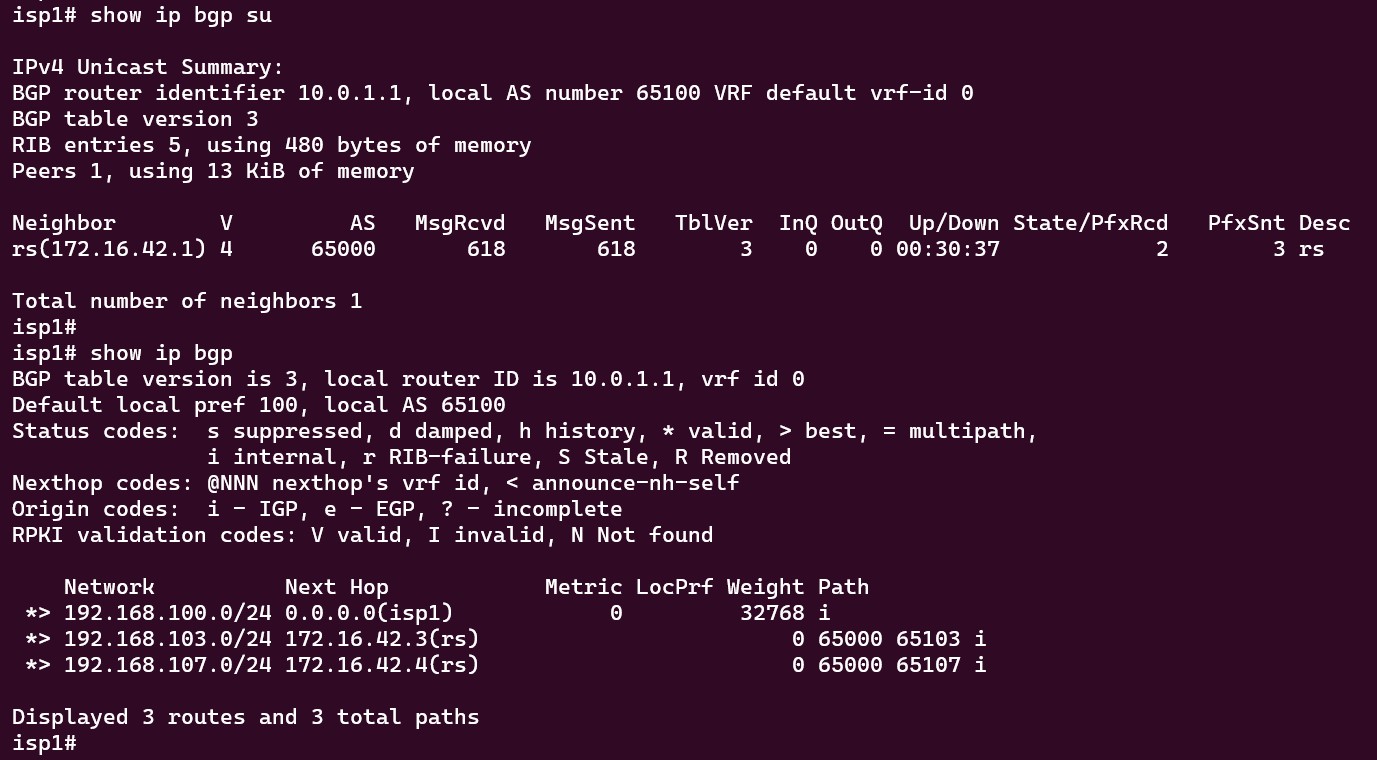 isp1# show ip bgp su
IPv4 Unicast Summary:
BGP router identifier 10.0.1.1, local AS number 65100 VRF default vrf-id 0
BGP table version 3
RIB entries 5, using 480 bytes of memory
Peers 1, using 13 KiB of memory
Neighbor        V         AS   MsgRcvd   MsgSent   TblVer  InQ OutQ  Up/Down State/PfxRcd   PfxSnt Desc
rs(172.16.42.1) 4      65000       618       618        3    0    0 00:30:37            2        3 rs
Total number of neighbors 1
isp1#
isp1# show ip bgp
BGP table version is 3, local router ID is 10.0.1.1, vrf id 0
Default local pref 100, local AS 65100
Status codes:  s suppressed, d damped, h history, * valid, > best, = multipath,
               i internal, r RIB-failure, S Stale, R Removed
Nexthop codes: @NNN nexthop's vrf id, < announce-nh-self
Origin codes:  i - IGP, e - EGP, ? - incomplete
RPKI validation codes: V valid, I invalid, N Not found
    Network          Next Hop            Metric LocPrf Weight Path
 *> 192.168.100.0/24 0.0.0.0(isp1)            0         32768 i
 *> 192.168.103.0/24 172.16.42.3(rs)                        0 65000 65103 i
 *> 192.168.107.0/24 172.16.42.4(rs)                        0 65000 65107 i
Displayed 3 routes and 3 total paths
isp1#